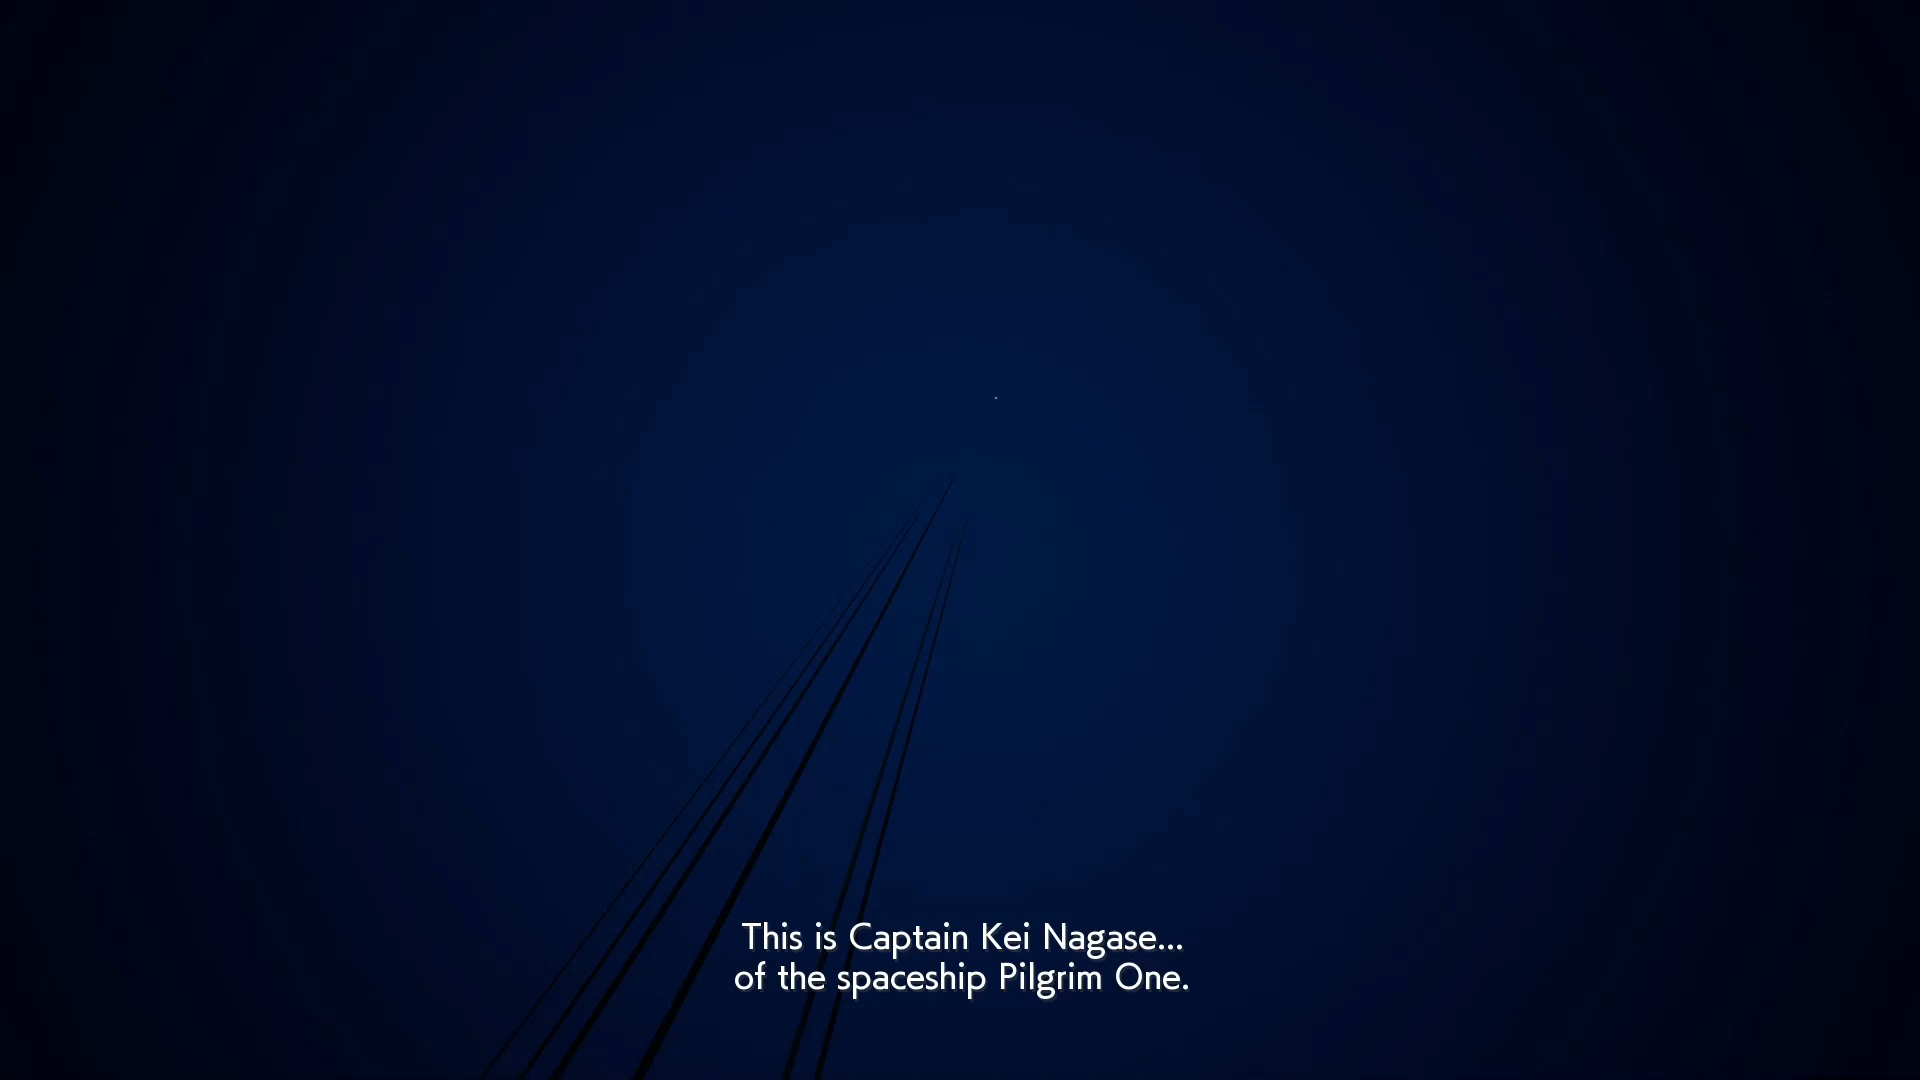 This is Captain Kei Nagase...
of the spaceship Pilgrim One.